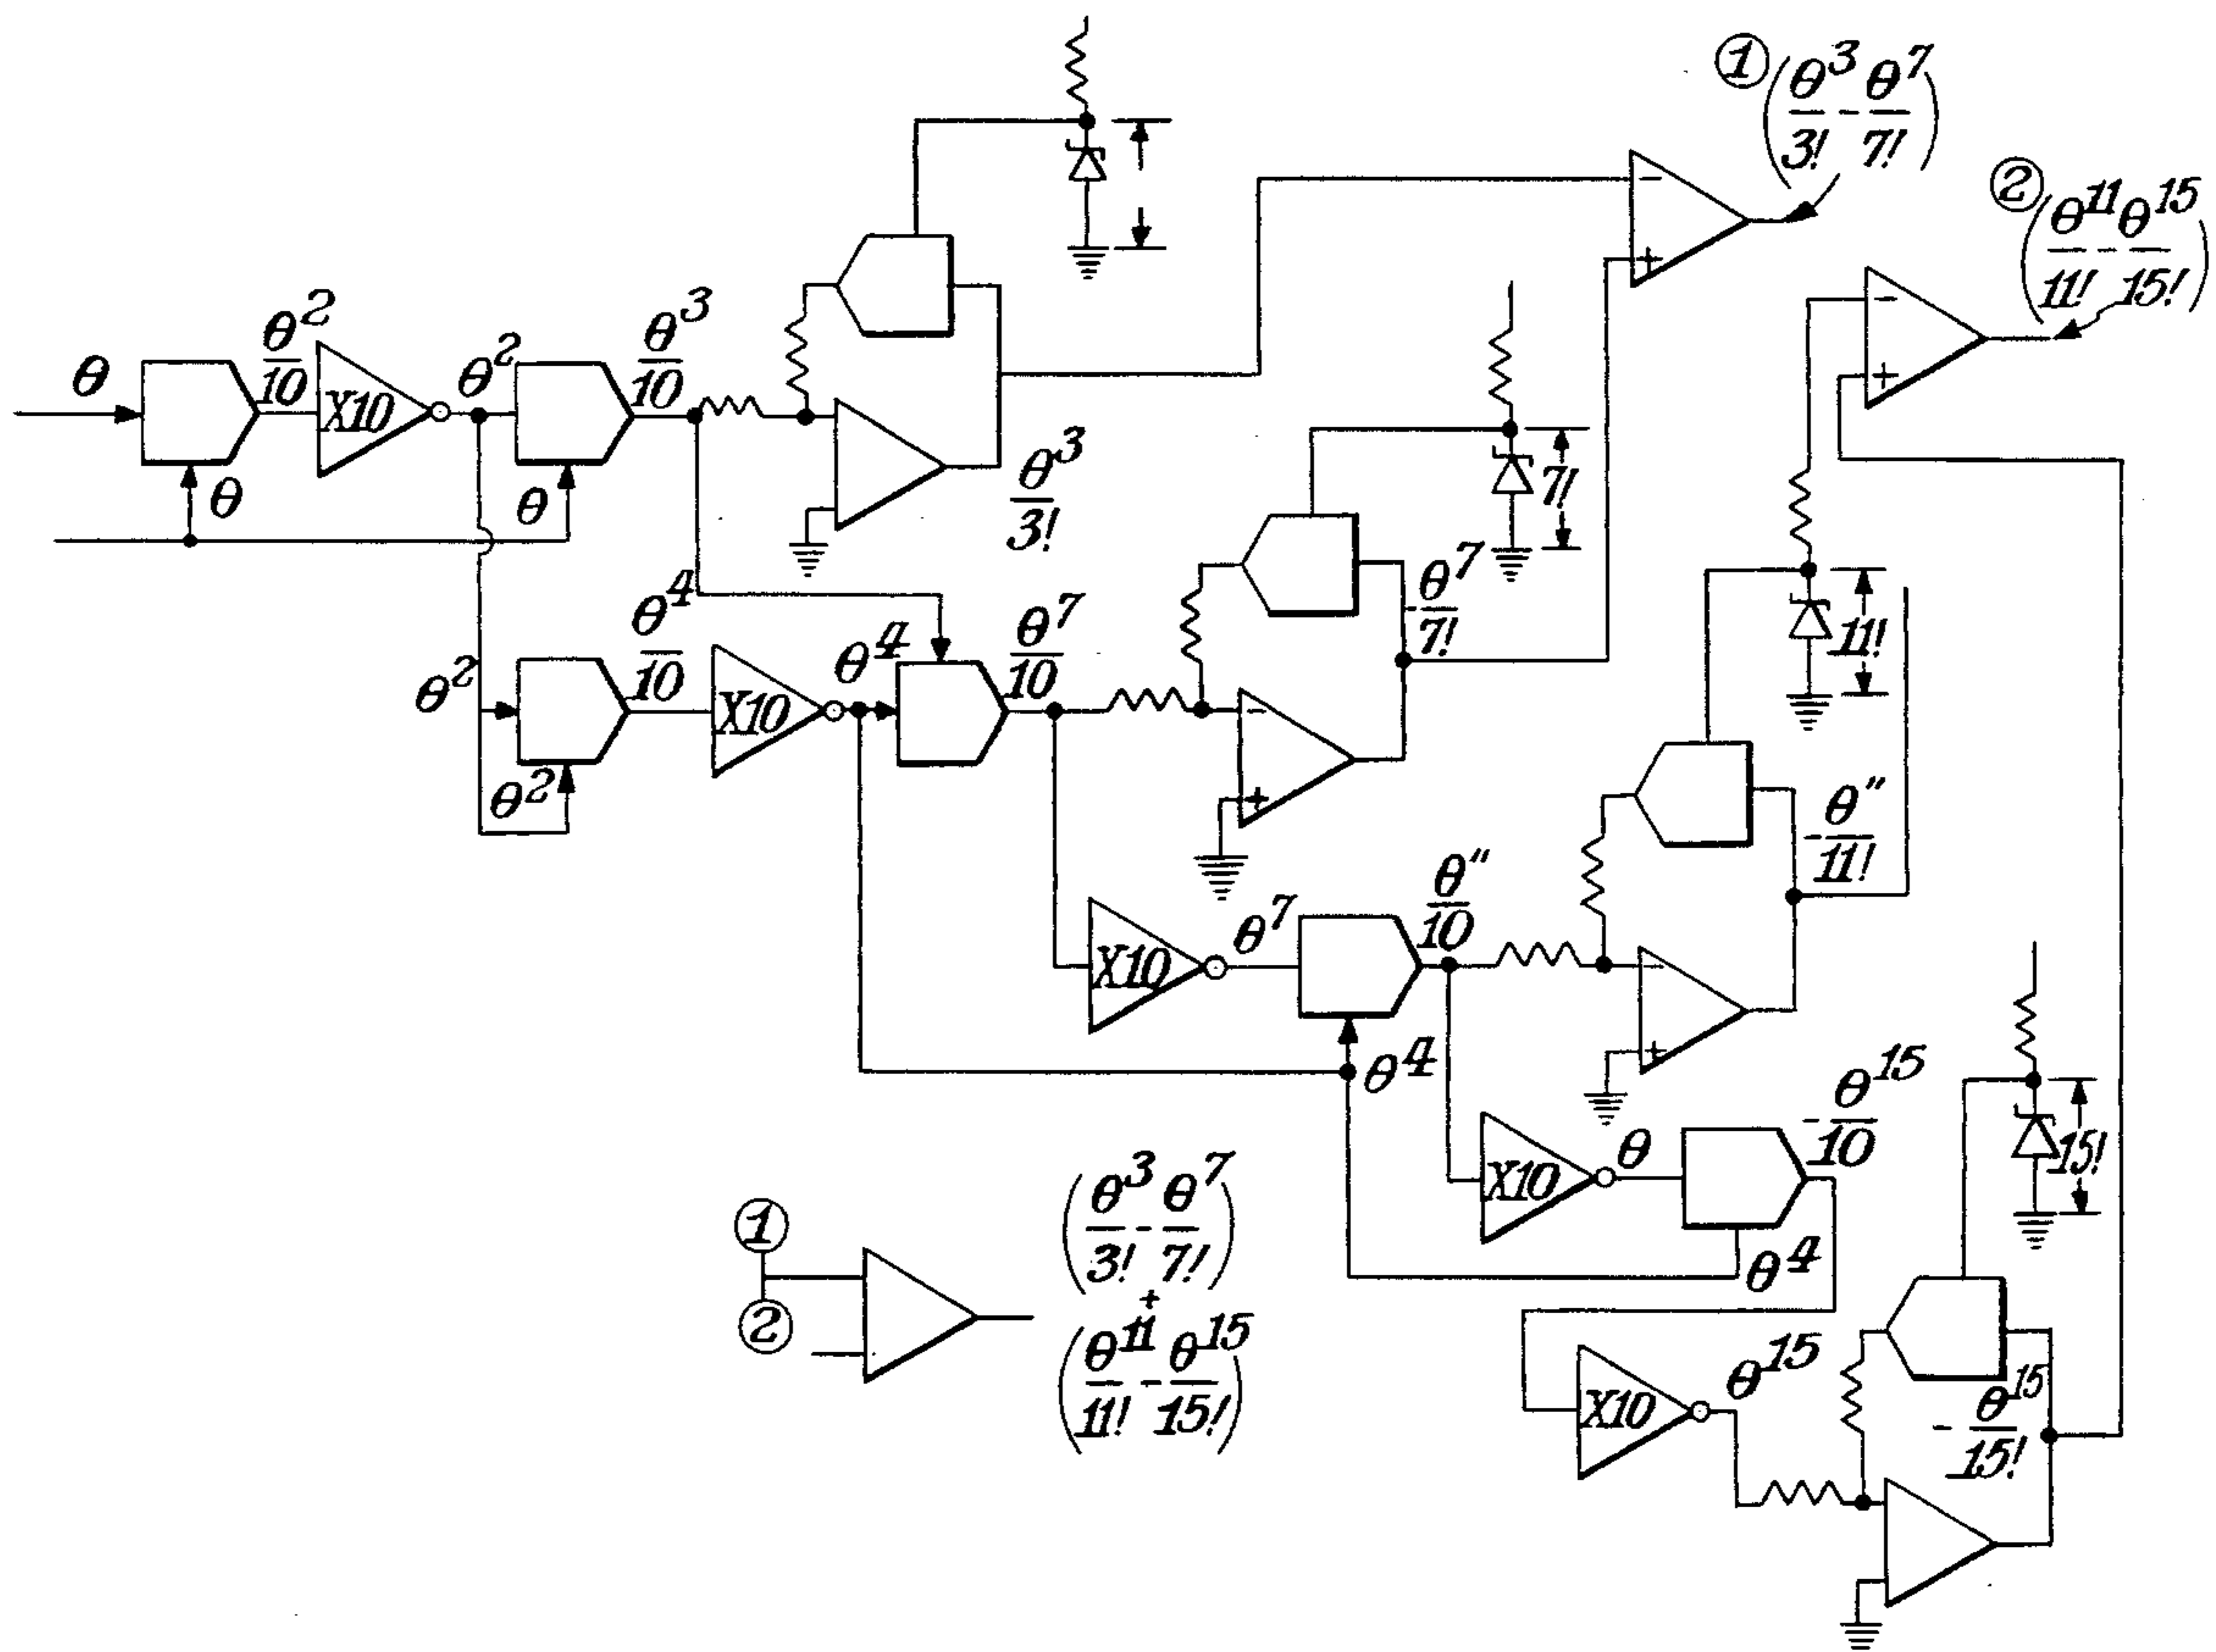 ① (θ³/3! - θ⁷/7!)
② (θ¹¹/11! - θ¹⁵/15!)
-
+
-
+
θ
θ²/10
X10
θ²
θ³/10
θ
θ
θ³/3!
7!
-θ⁷/7!
11!
θ²
θ²
θ⁴/10
X10
θ⁴
θ⁷/10
-
+
X10
θ⁷
θ"/10
θ⁴
-
+
-θ"/11!
X10
θ
-θ¹⁵/10
θ⁴
15!
X10
θ¹⁵
-θ¹⁵/15!
①
②
(θ³/3! - θ⁷/7!)
+
(θ¹¹/11! - θ¹⁵/15!)